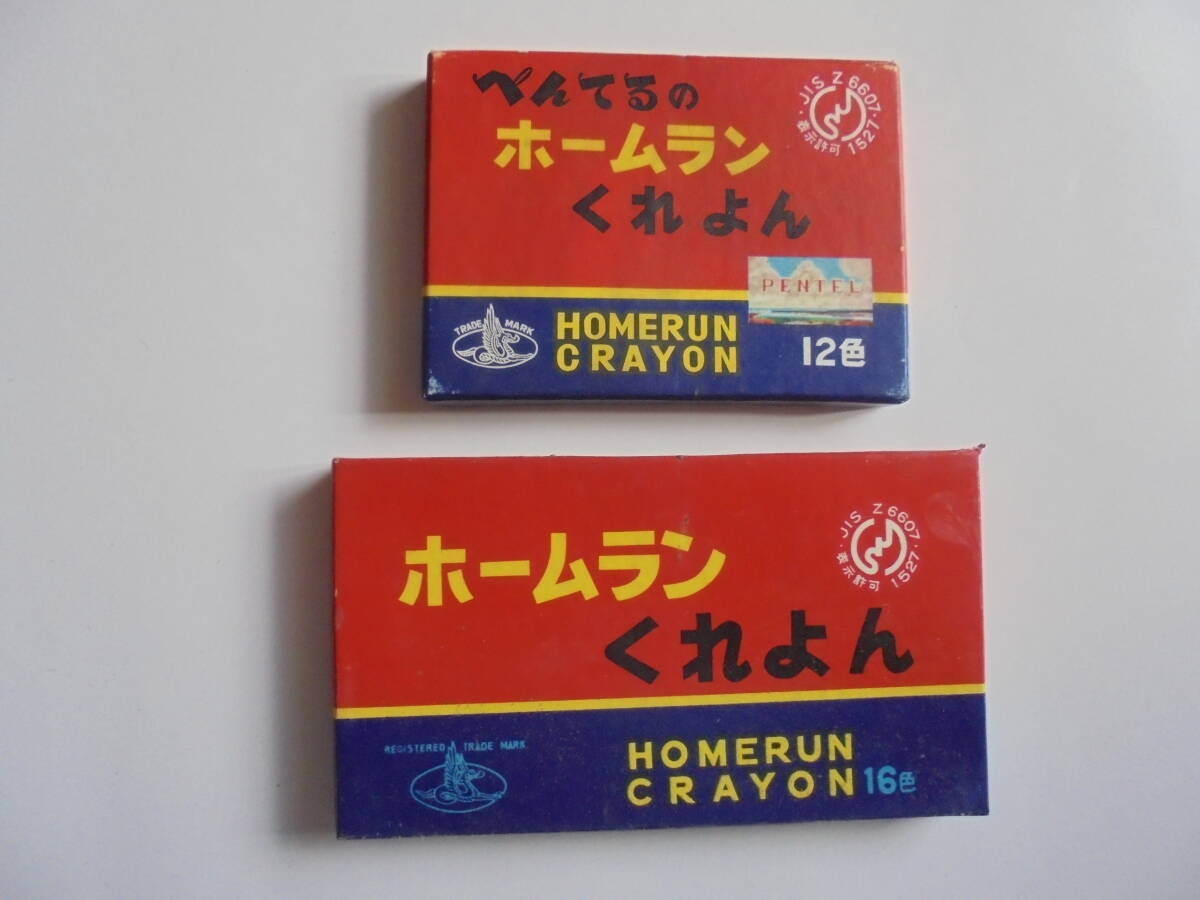 ぺんてるの
ホームラン
くれよん
JIS Z 6607
表示許可 1527
PENTEL
TRADE MARK
HOMERUN
CRAYON
12色
ホームラン
くれよん
JIS Z 6607
表示許可 1527
REGISTERED TRADE MARK
HOMERUN
CRAYON 16色